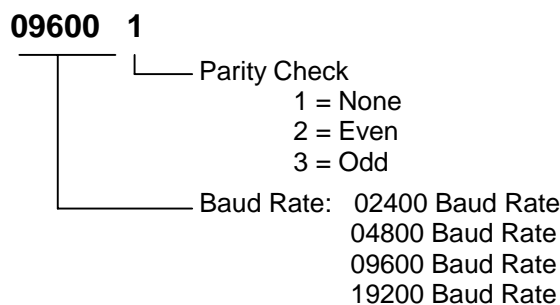 09600 1
Parity Check
1 = None
2 = Even
3 = Odd
Baud Rate: 02400 Baud Rate
04800 Baud Rate
09600 Baud Rate
19200 Baud Rate